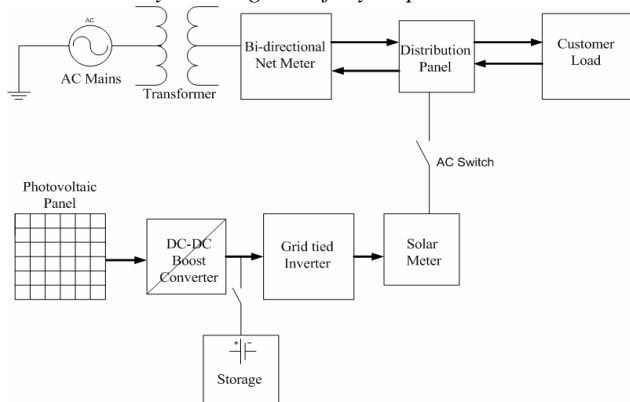 AC
AC Mains
Transformer
Bi-directional
Net Meter
Distribution
Panel
Customer
Load
AC Switch
Photovoltaic
Panel
DC-DC
Boost
Converter
Grid tied
Inverter
Solar
Meter
+ -
Storage